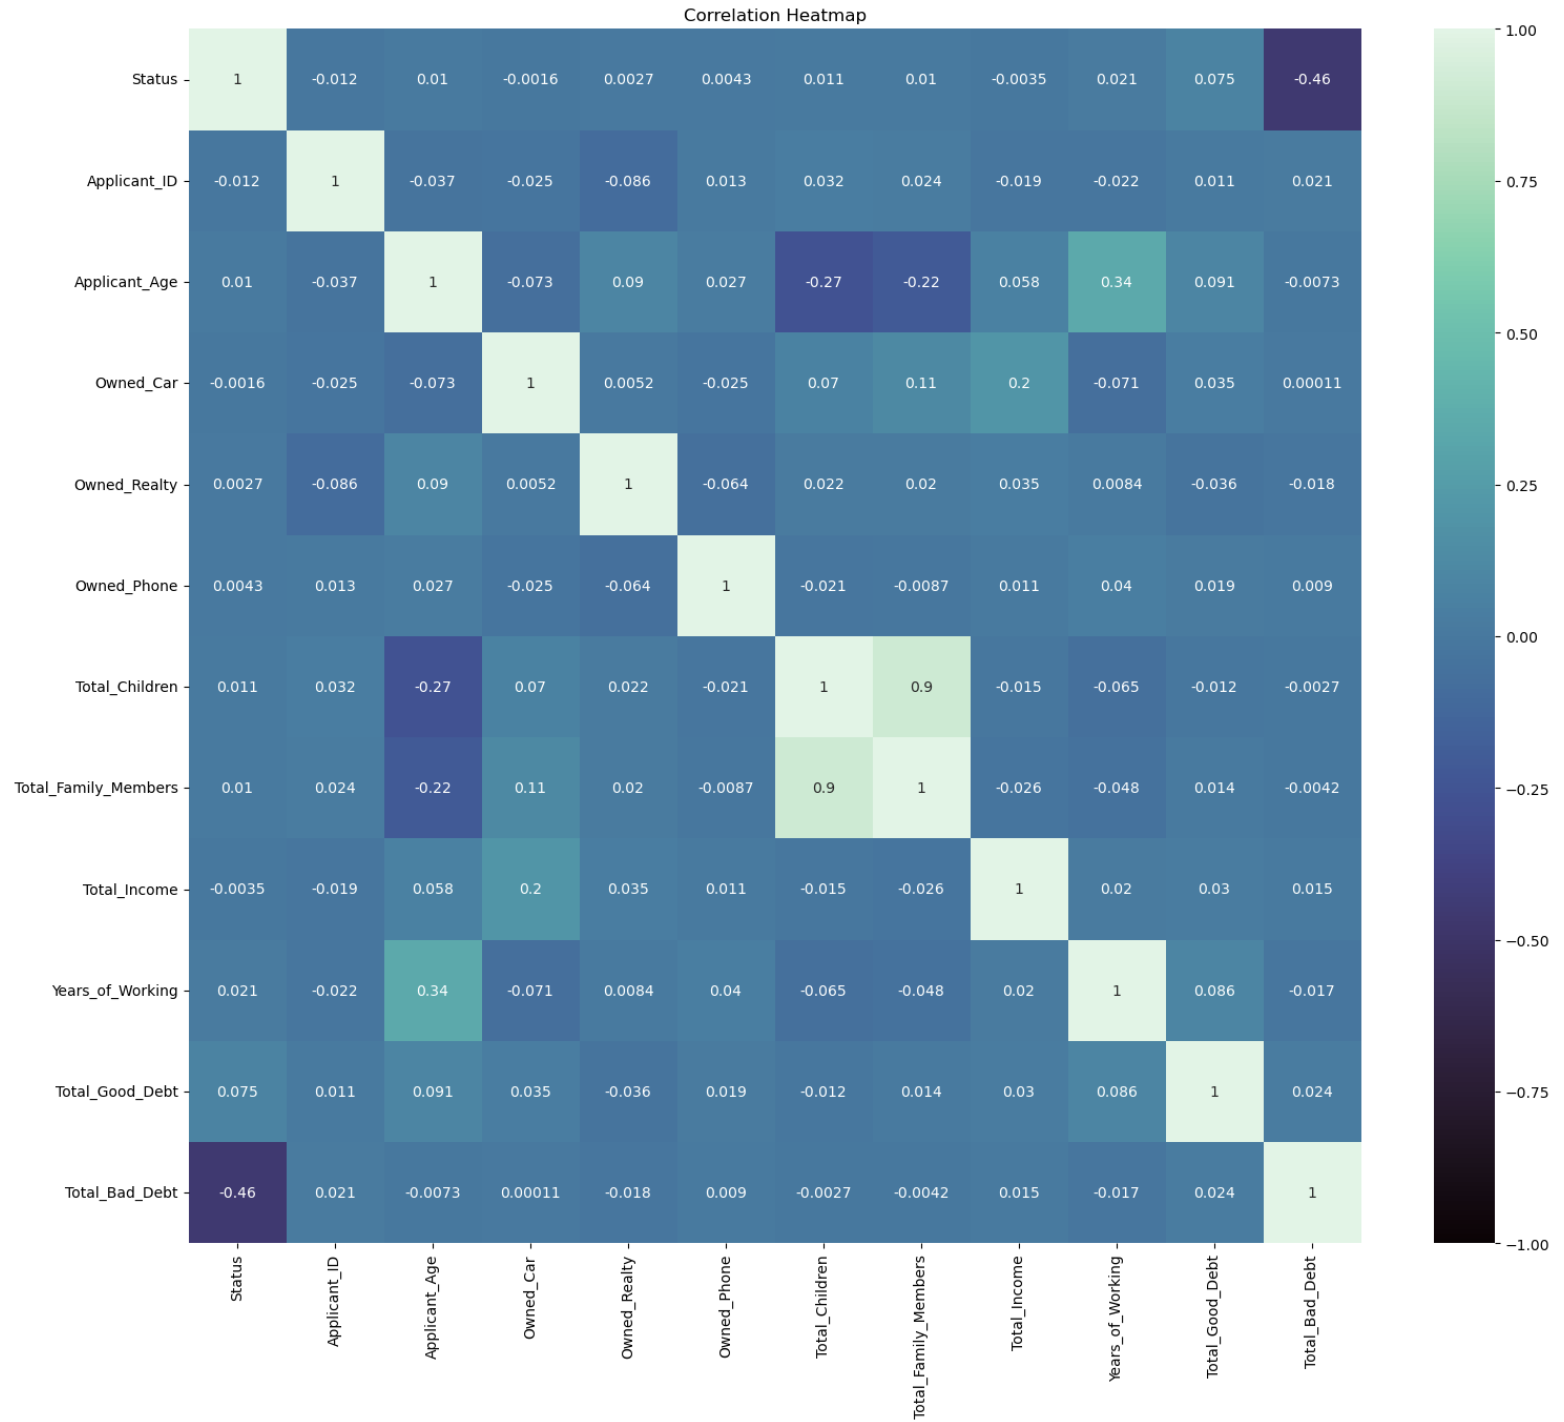 Correlation Heatmap
Status 1 -0.012 0.01 -0.0016 0.0027 0.0043 0.011 0.01 -0.0035 0.021 0.075 -0.46
Applicant_ID -0.012 1 -0.037 -0.025 -0.086 0.013 0.032 0.024 -0.019 -0.022 0.011 0.021
Applicant_Age 0.01 -0.037 1 -0.073 0.09 0.027 -0.27 -0.22 0.058 0.34 0.091 -0.0073
Owned_Car -0.0016 -0.025 -0.073 1 0.0052 -0.025 0.07 0.11 0.2 -0.071 0.035 0.00011
Owned_Realty 0.0027 -0.086 0.09 0.0052 1 -0.064 0.022 0.02 0.035 0.0084 -0.036 -0.018
Owned_Phone 0.0043 0.013 0.027 -0.025 -0.064 1 -0.021 -0.0087 0.011 0.04 0.019 0.009
Total_Children 0.011 0.032 -0.27 0.07 0.022 -0.021 1 0.9 -0.015 -0.065 -0.012 -0.0027
Total_Family_Members 0.01 0.024 -0.22 0.11 0.02 -0.0087 0.9 1 -0.026 -0.048 0.014 -0.0042
Total_Income -0.0035 -0.019 0.058 0.2 0.035 0.011 -0.015 -0.026 1 0.02 0.03 0.015
Years_of_Working 0.021 -0.022 0.34 -0.071 0.0084 0.04 -0.065 -0.048 0.02 1 0.086 -0.017
Total_Good_Debt 0.075 0.011 0.091 0.035 -0.036 0.019 -0.012 0.014 0.03 0.086 1 0.024
Total_Bad_Debt -0.46 0.021 -0.0073 0.00011 -0.018 0.009 -0.0027 -0.0042 0.015 -0.017 0.024 1
Status
Applicant_ID
Applicant_Age
Owned_Car
Owned_Realty
Owned_Phone
Total_Children
Total_Family_Members
Total_Income
Years_of_Working
Total_Good_Debt
Total_Bad_Debt
1.00
0.75
0.50
0.25
0.00
−0.25
−0.50
−0.75
−1.00